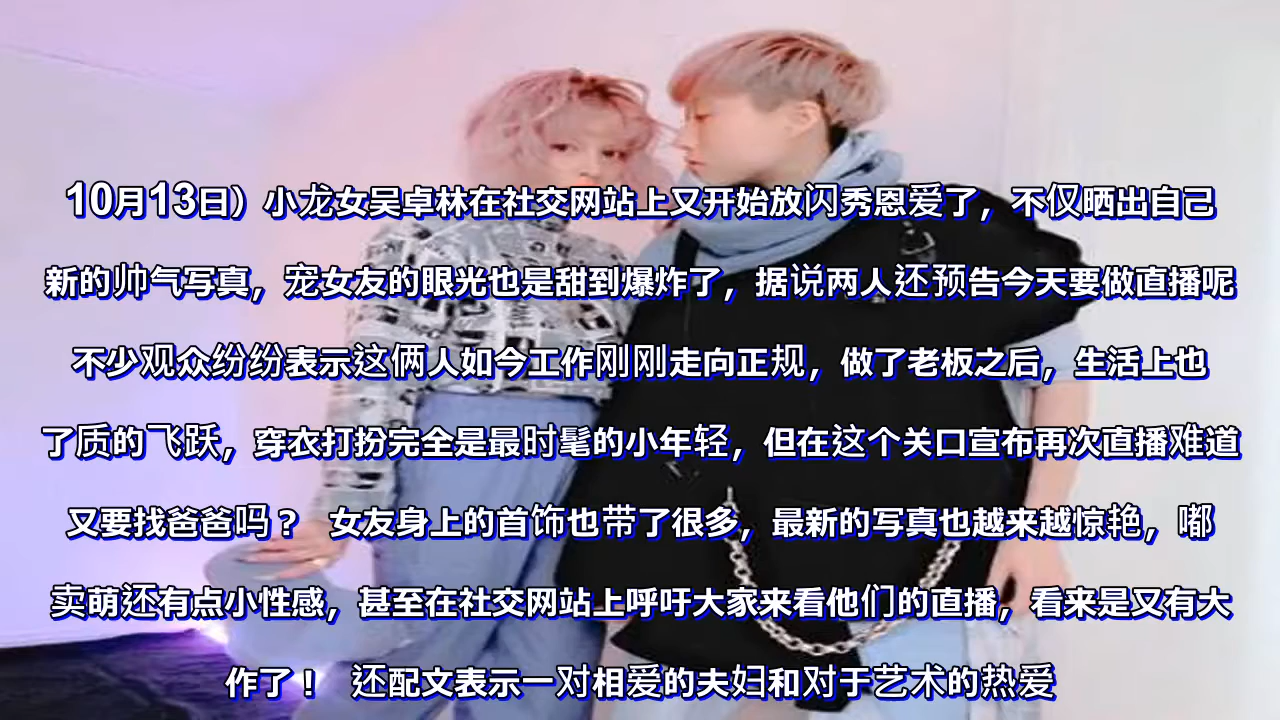 10月13日）小龙女吴卓林在社交网站上又开始放闪秀恩爱了，不仅晒出自己
新的帅气写真，宠女友的眼光也是甜到爆炸了，据说两人还预告今天要做直播呢
不少观众纷纷表示这俩人如今工作刚刚走向正规，做了老板之后，生活上也
了质的飞跃，穿衣打扮完全是最时髦的小年轻，但在这个关口宣布再次直播难道
又要找爸爸吗？ 女友身上的首饰也带了很多，最新的写真也越来越惊艳，嘟
卖萌还有点小性感，甚至在社交网站上呼吁大家来看他们的直播，看来是又有大
作了！ 还配文表示一对相爱的夫妇和对于艺术的热爱